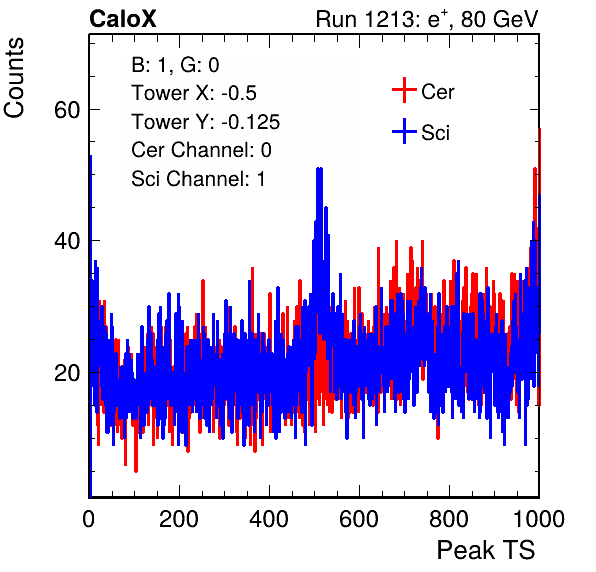 CaloX Run 1213: e+, 80 GeV
Counts
B: 1, G: 0
Tower X: -0.5
Tower Y: -0.125
Cer Channel: 0
Sci Channel: 1
Cer
Sci
60
40
20
0 200 400 600 800 1000
Peak TS